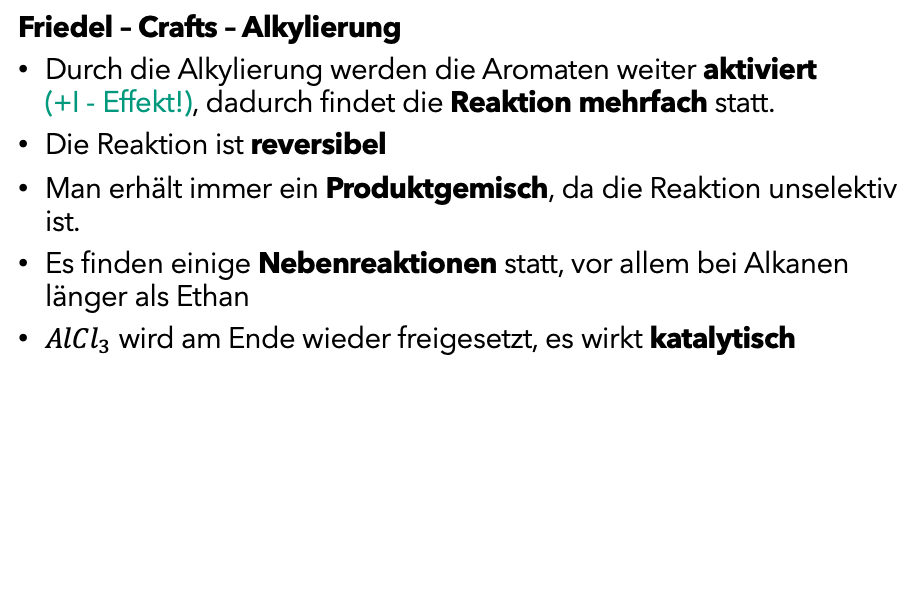 Friedel – Crafts – Alkylierung
• Durch die Alkylierung werden die Aromaten weiter aktiviert
(+I - Effekt!), dadurch findet die Reaktion mehrfach statt.
• Die Reaktion ist reversibel
• Man erhält immer ein Produktgemisch, da die Reaktion unselektiv
ist.
• Es finden einige Nebenreaktionen statt, vor allem bei Alkanen
länger als Ethan
• AlCl₃ wird am Ende wieder freigesetzt, es wirkt katalytisch